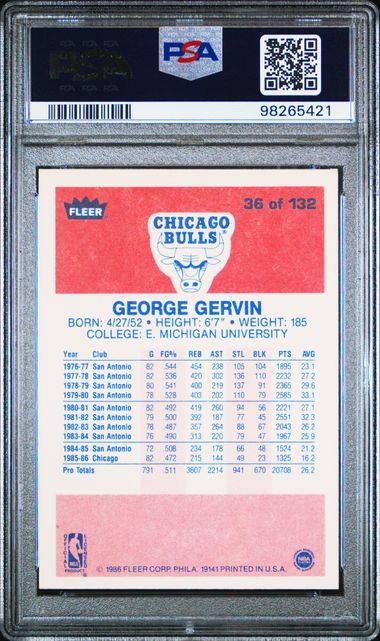 PSA
98265421
FLEER
36 of 132
CHICAGO
BULLS®
GEORGE GERVIN
BORN: 4/27/52 • HEIGHT: 6'7" • WEIGHT: 185
COLLEGE: E. MICHIGAN UNIVERSITY
Year Club G FG% REB AST STL BLK PTS AVG
1976-77 San Antonio 82 .544 454 238 105 104 1895 23.1
1977-78 San Antonio 82 .536 420 302 136 110 2232 27.2
1978-79 San Antonio 80 .541 400 219 137 91 2365 29.6
1979-80 San Antonio 78 .528 403 202 110 79 2585 33.1
1980-81 San Antonio 82 .492 419 260 94 56 2221 27.1
1981-82 San Antonio 79 .500 392 187 77 45 2551 32.3
1982-83 San Antonio 78 .487 357 264 88 67 2043 26.2
1983-84 San Antonio 76 .490 313 220 79 47 1967 25.9
1984-85 San Antonio 72 .508 234 178 66 48 1524 21.2
1985-86 Chicago 82 .472 215 144 49 23 1325 16.2
Pro Totals 791 .511 3607 2214 941 670 20708 26.2
OFFICIAL LICENSED
NBA
PRODUCT
© 1986 FLEER CORP. PHILA. 19141 PRINTED IN U.S.A.